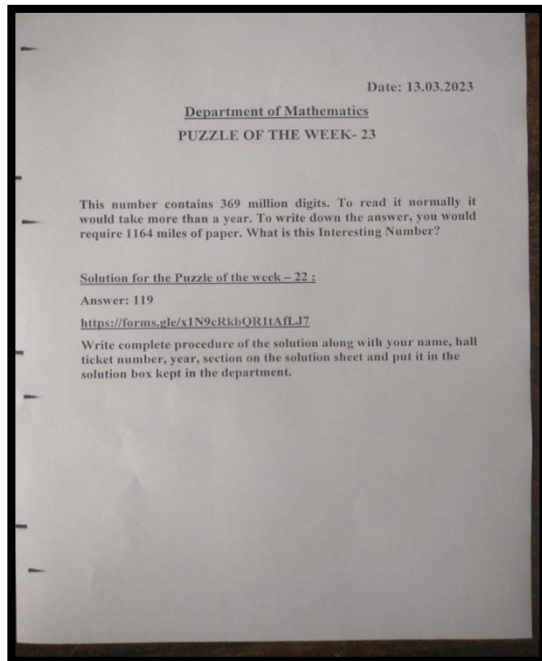 Date: 13.03.2023
Department of Mathematics
PUZZLE OF THE WEEK- 23
This number contains 369 million digits. To read it normally it
would take more than a year. To write down the answer, you would
require 1164 miles of paper. What is this Interesting Number?
Solution for the Puzzle of the week – 22 :
Answer: 119
https://forms.gle/x1N9cRkbQR1tAfLJ7
Write complete procedure of the solution along with your name, hall
ticket number, year, section on the solution sheet and put it in the
solution box kept in the department.